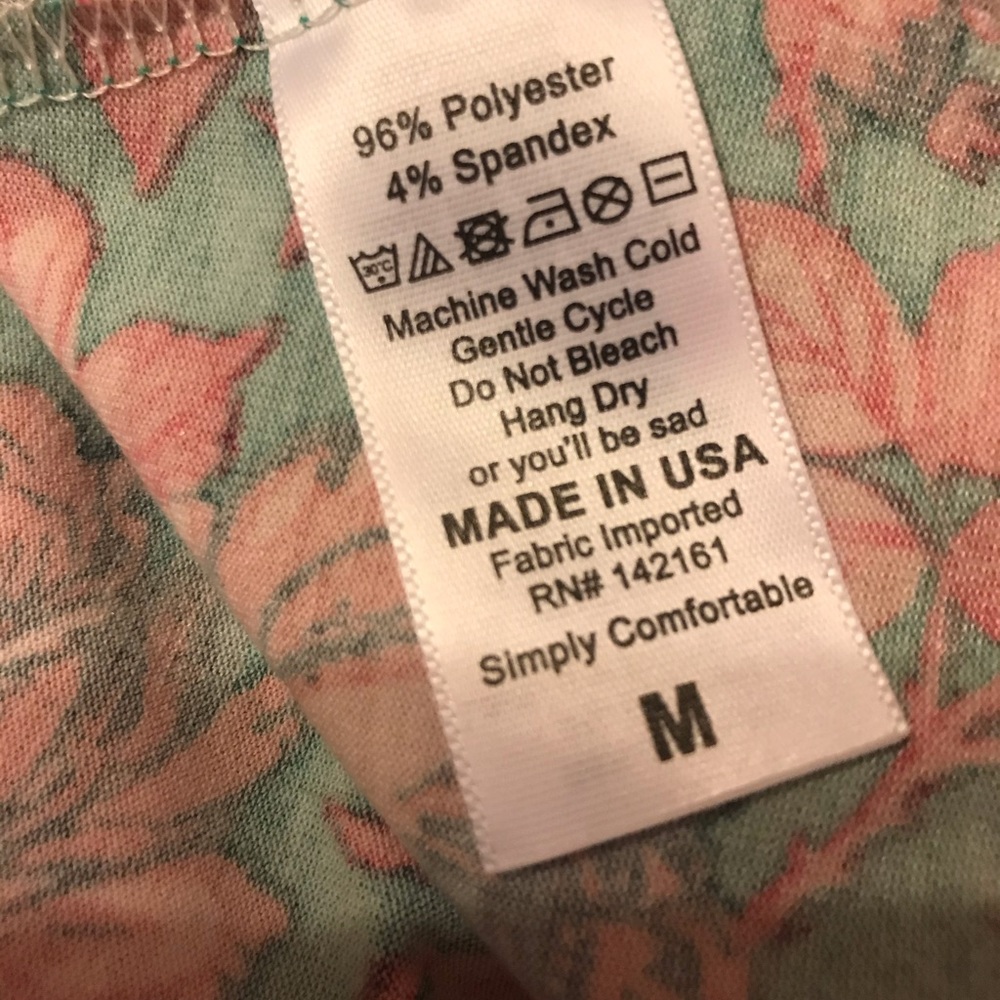 96% Polyester
4% Spandex
30°C
Machine Wash Cold
Gentle Cycle
Do Not Bleach
Hang Dry
or you'll be sad
MADE IN USA
Fabric Imported
RN# 142161
Simply Comfortable
M